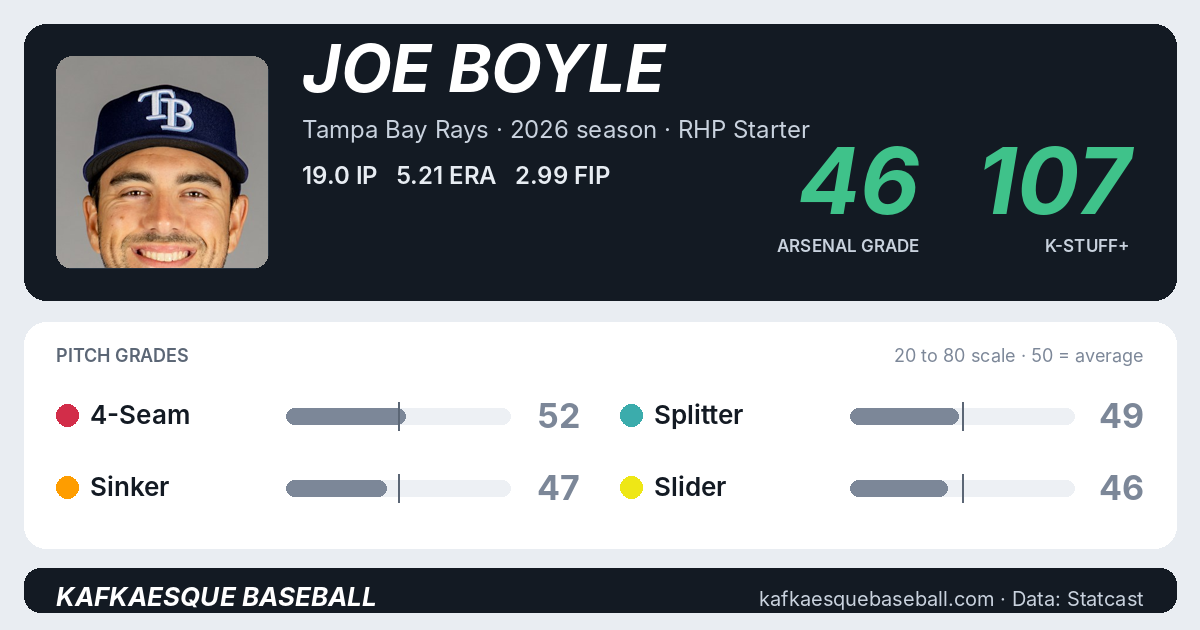 JOE BOYLE
Tampa Bay Rays · 2026 season · RHP Starter
19.0 IP 5.21 ERA 2.99 FIP
46 107
ARSENAL GRADE K-STUFF+
TB
PITCH GRADES 20 to 80 scale · 50 = average
4-Seam 52 Splitter 49
Sinker 47 Slider 46
KAFKAESQUE BASEBALL kafkaesquebaseball.com · Data: Statcast